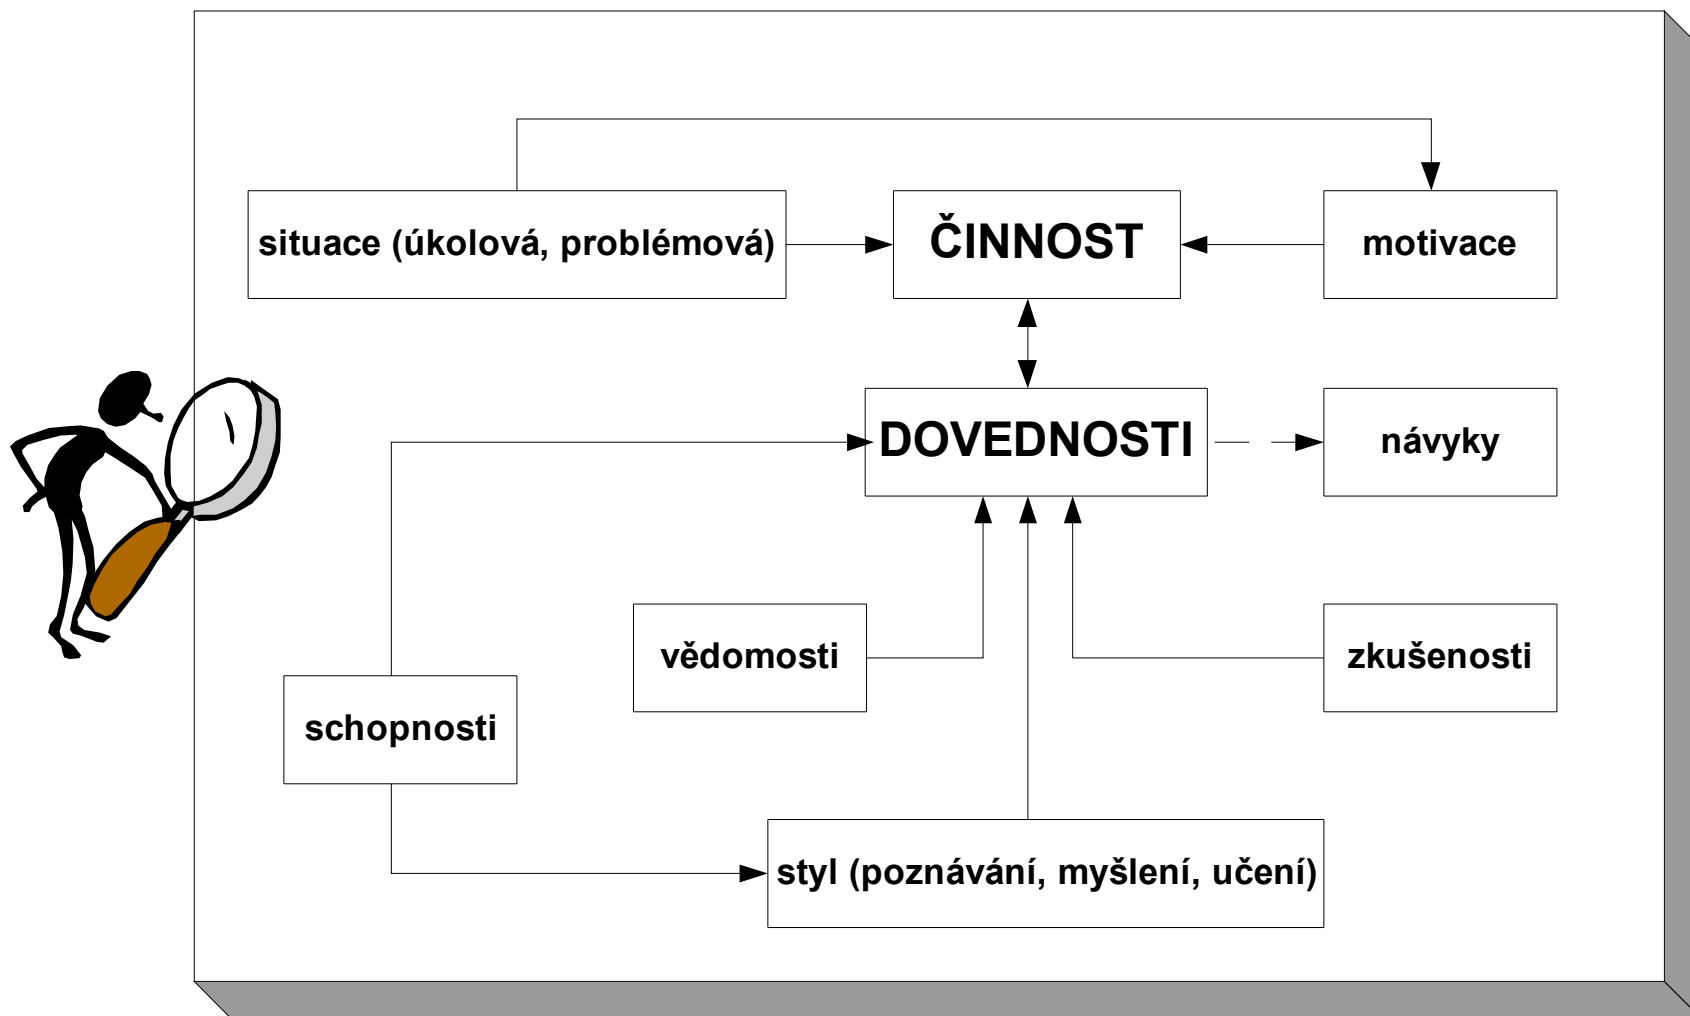 situace (úkolová, problémová)
ČINNOST
motivace
DOVEDNOSTI
návyky
vědomosti
zkušenosti
schopnosti
styl (poznávání, myšlení, učení)